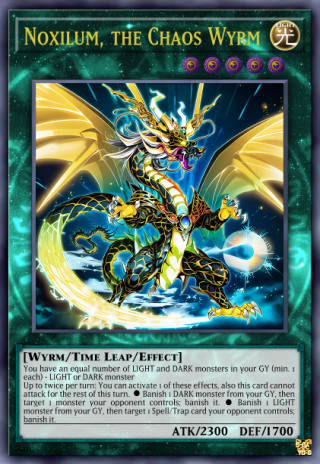 Noxilum, the Chaos Wyrm
LIGHT
光
[Wyrm/Time Leap/Effect]
You have an equal number of LIGHT and DARK monsters in your GY (min. 1
each) - LIGHT or DARK monster
Up to twice per turn: You can activate 1 of these effects, also this card cannot
attack for the rest of this turn. ● Banish 1 DARK monster from your GY, then
target 1 monster your opponent controls; banish it. ● Banish 1 LIGHT
monster from your GY, then target 1 Spell/Trap card your opponent controls;
banish it.
ATK/2300 DEF/1700